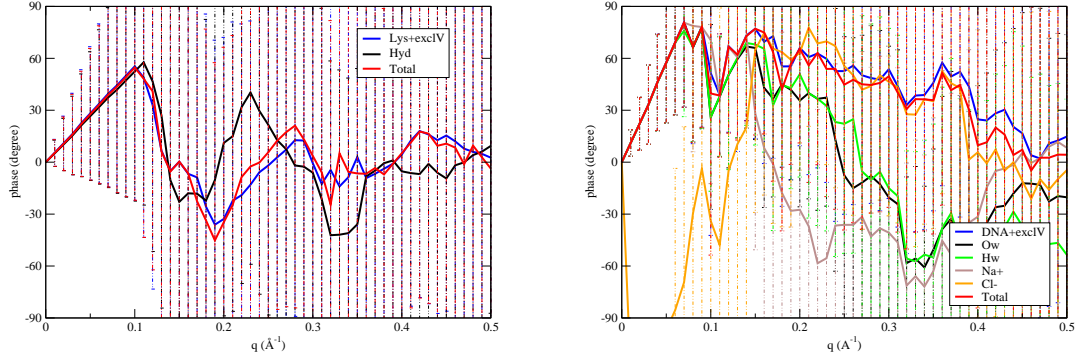 90
60
30
0
-30
-60
-90
phase (degree)
0
0.1
0.2
0.3
0.4
0.5
q (Å⁻¹)
Lys+exclV
Hyd
Total
90
60
30
0
-30
-60
-90
phase (degree)
0
0.1
0.2
0.3
0.4
0.5
q (A⁻¹)
DNA+exclV
Ow
Hw
Na+
Cl-
Total